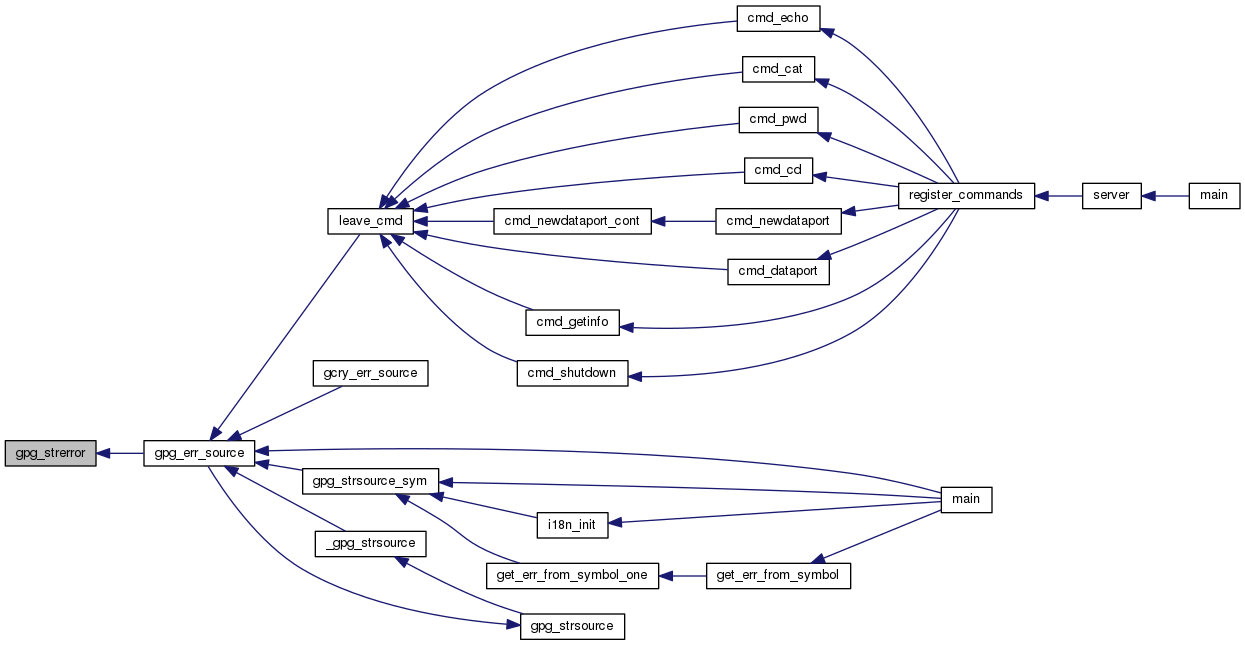 cmd_echo
cmd_cat
cmd_pwd
cmd_cd
register_commands
server
main
leave_cmd
cmd_newdataport_cont
cmd_newdataport
cmd_dataport
cmd_getinfo
cmd_shutdown
gcry_err_source
gpg_strerror
gpg_err_source
gpg_strsource_sym
main
i18n_init
_gpg_strsource
get_err_from_symbol_one
get_err_from_symbol
gpg_strsource